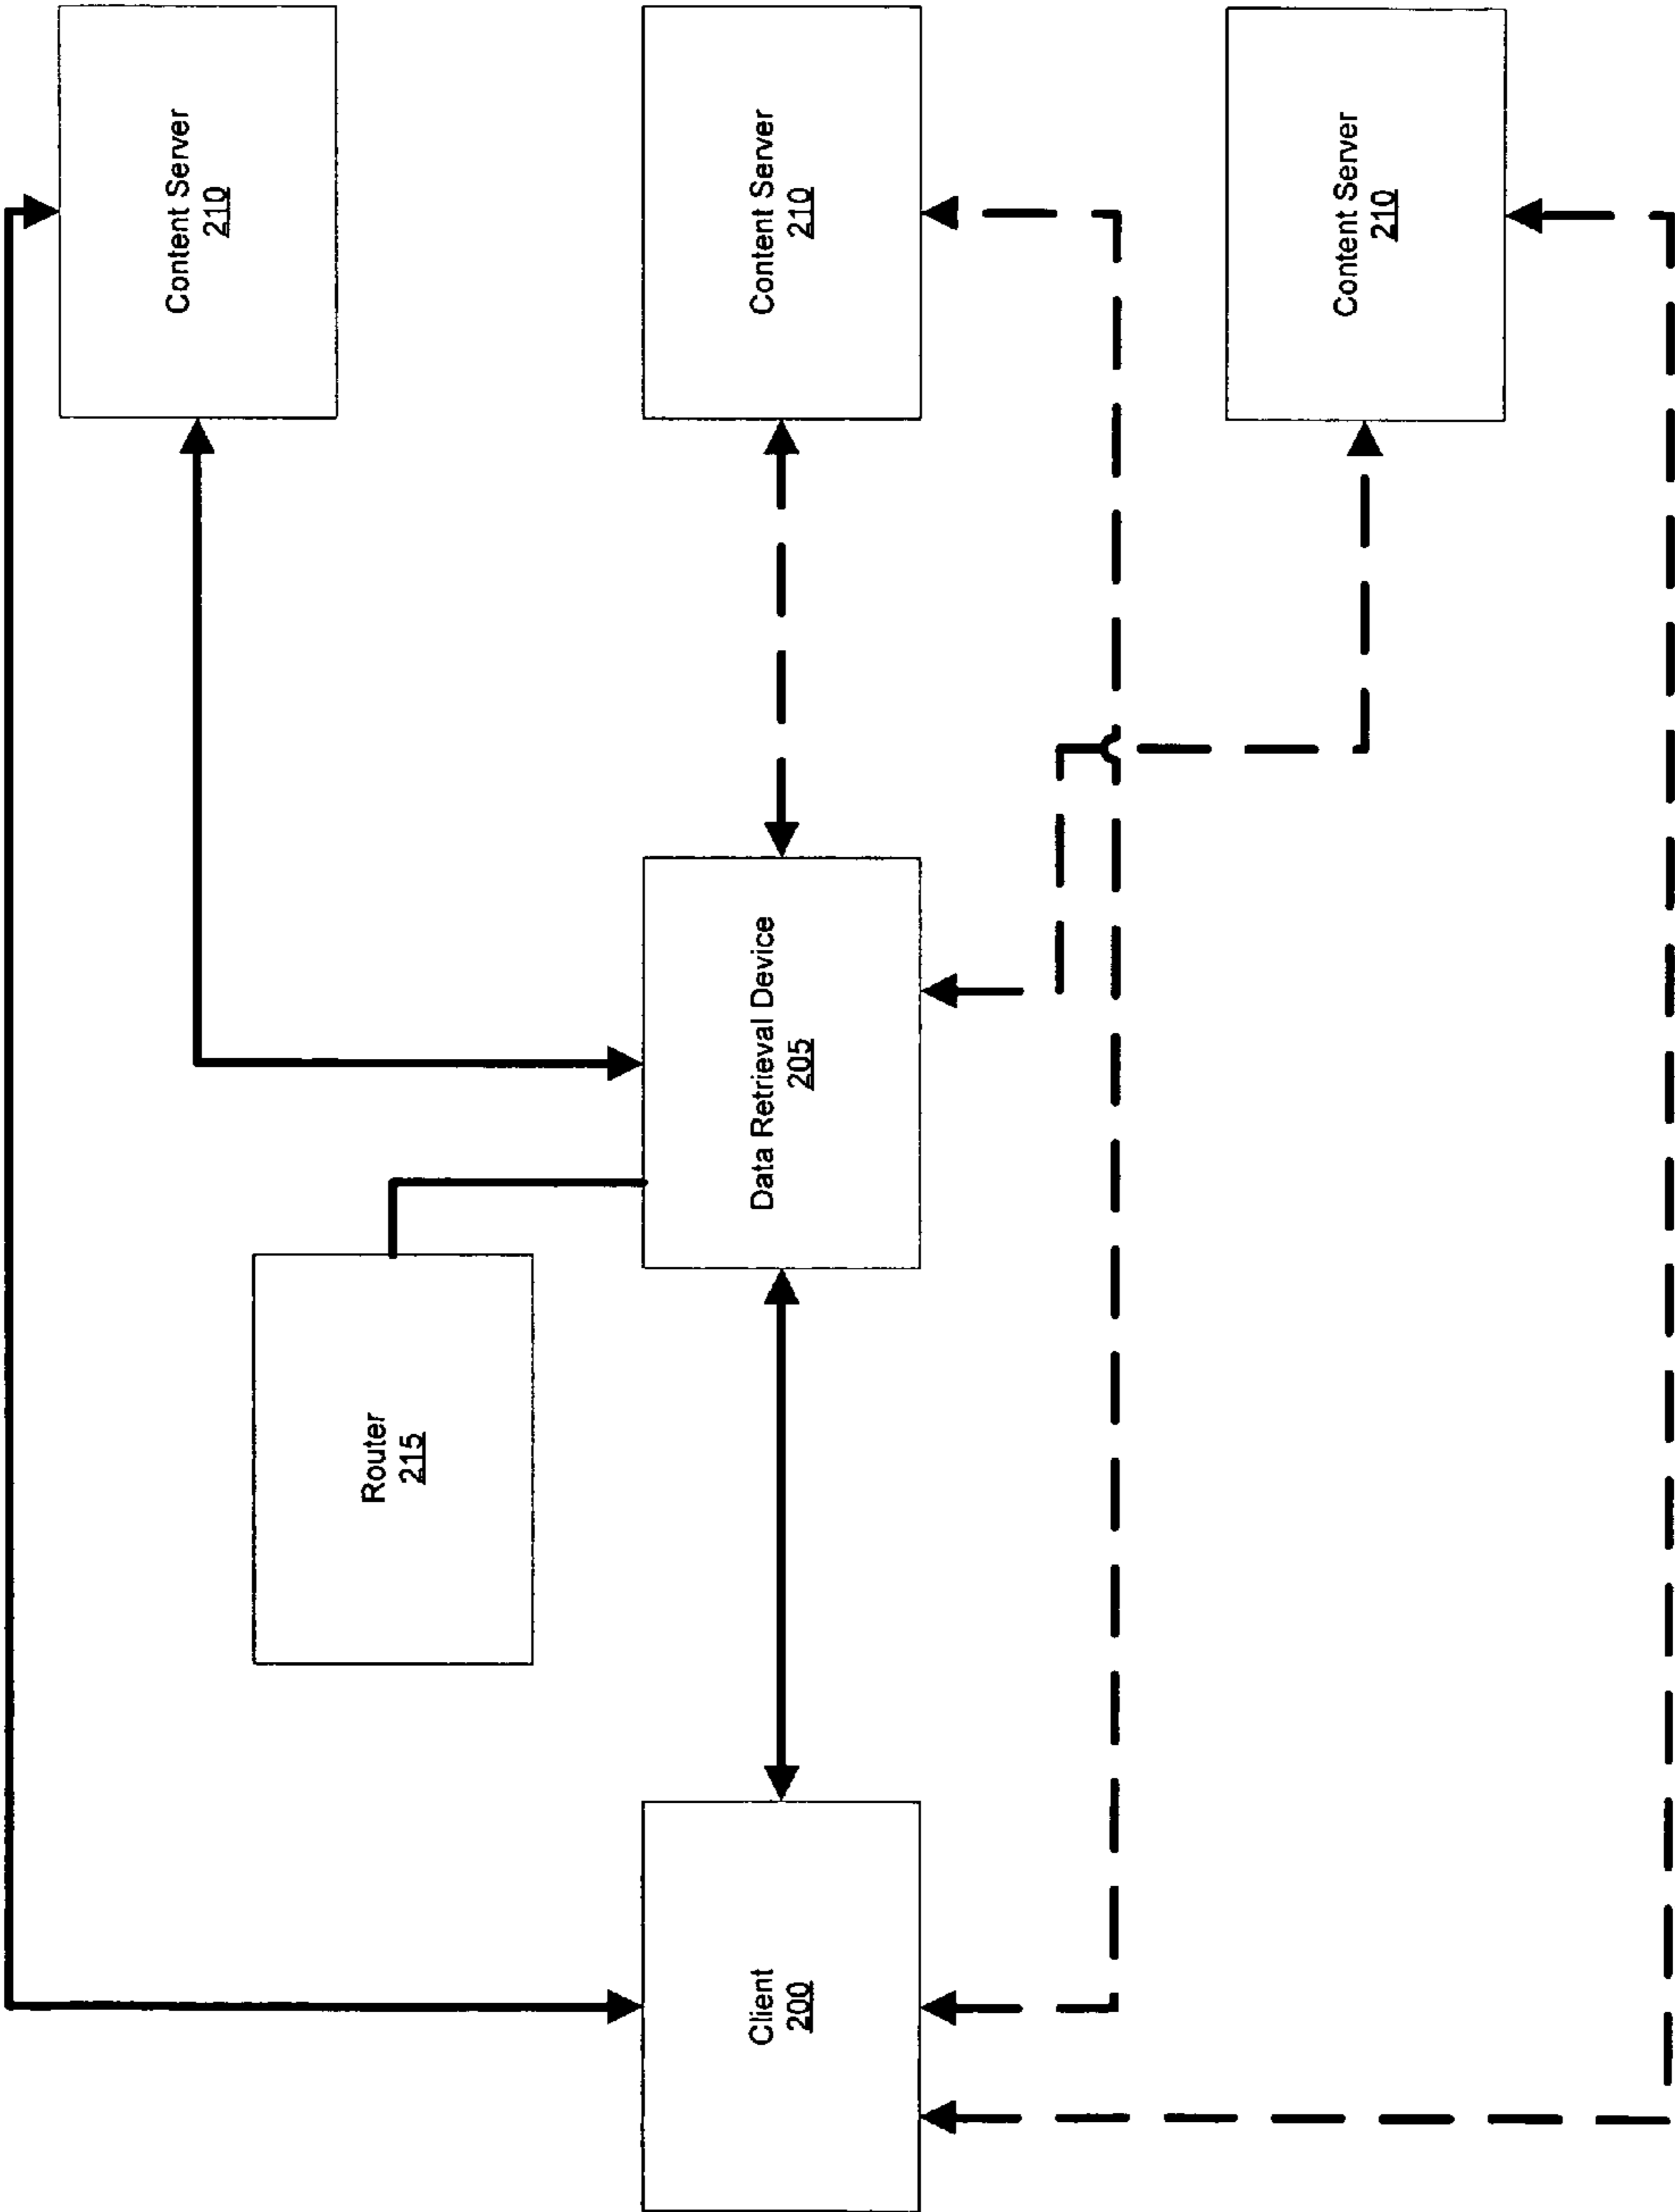 Content Server
210
Router
215
Client
200
Data Retrieval Device
205
Content Server
210
Content Server
210